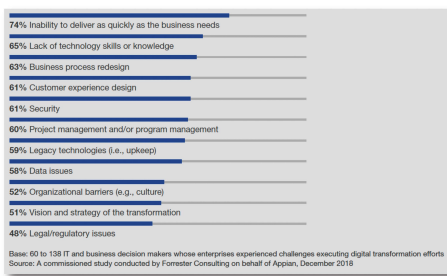 74% Inability to deliver as quickly as the business needs
65% Lack of technology skills or knowledge
63% Business process redesign
61% Customer experience design
61% Security
60% Project management and/or program management
59% Legacy technologies (i.e., upkeep)
58% Data issues
52% Organizational barriers (e.g., culture)
51% Vision and strategy of the transformation
48% Legal/regulatory issues
Base: 60 to 138 IT and business decision makers whose enterprises experienced challenges executing digital transformation efforts
Source: A commissioned study conducted by Forrester Consulting on behalf of Appian, December 2018